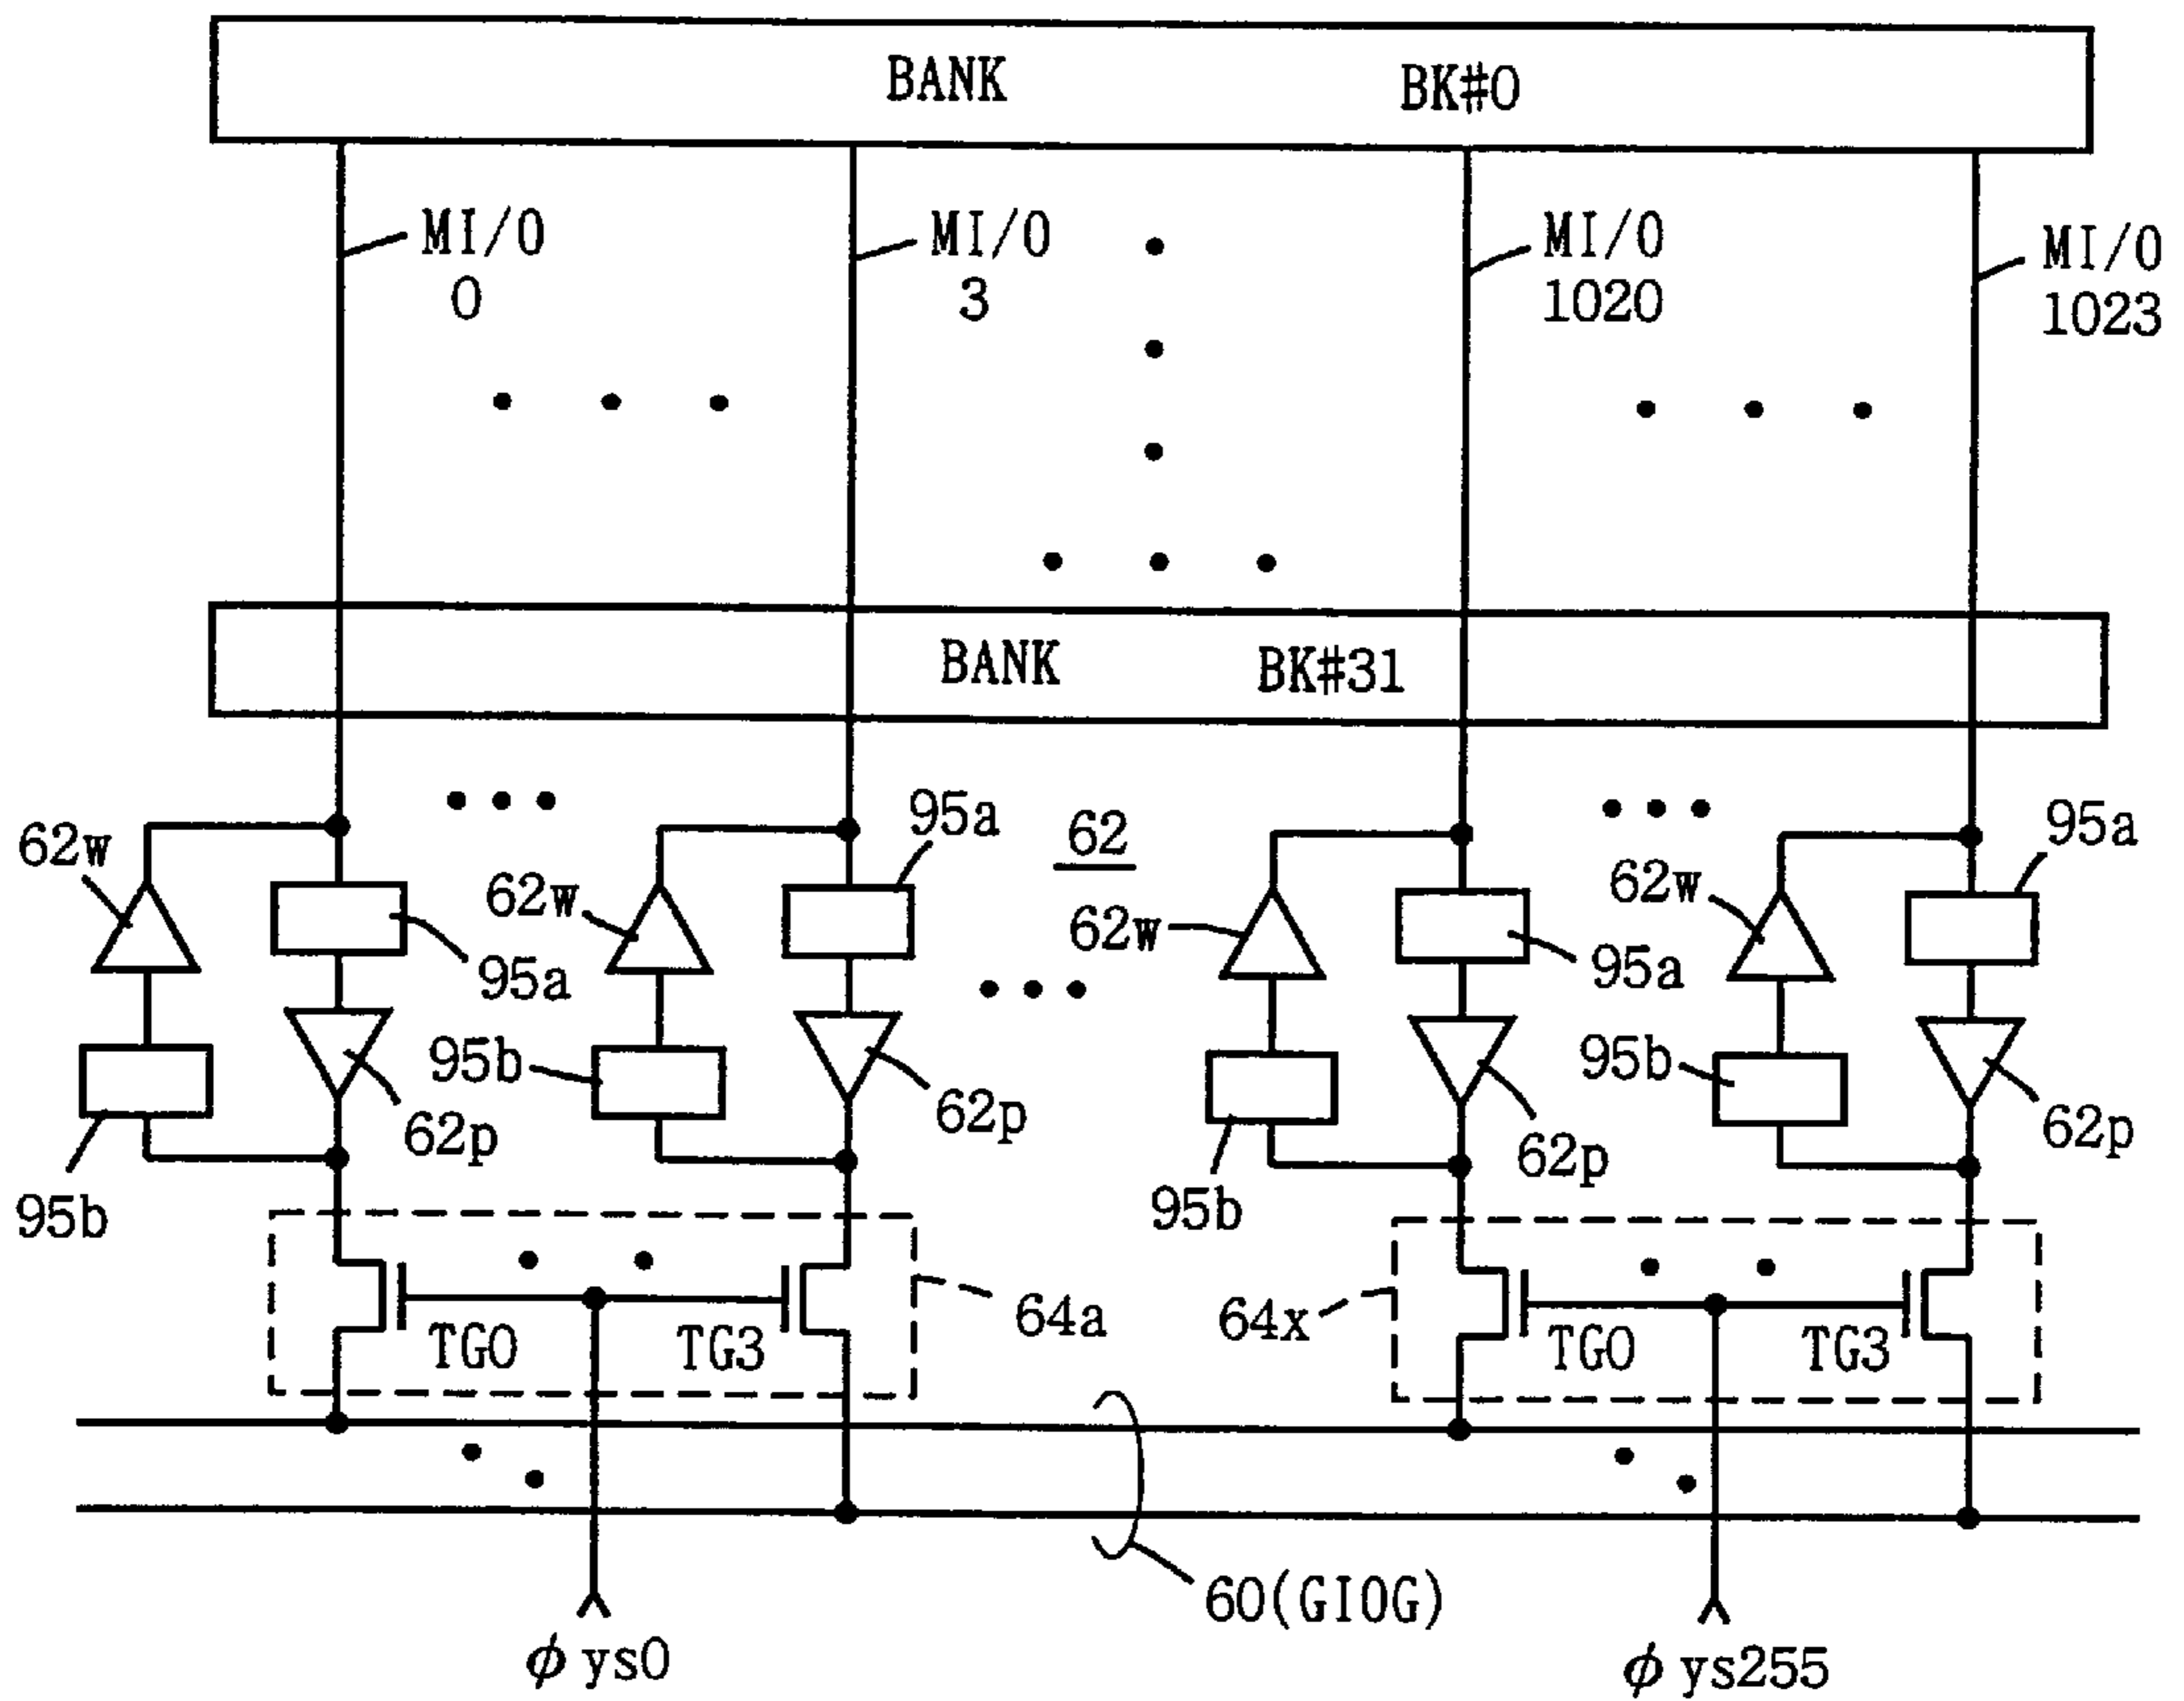 BANK BK#0
MI/O 0
MI/O 3
MI/O 1020
MI/O 1023
BANK BK#31
62w
95a
62
95a
62w
62w
62w
95a
95a
95b
62p
95b
62p
95b
62p
95b
62p
64a
64x
TG0
TG3
TG0
TG3
60(GIOG)
ϕ ys0
ϕ ys255